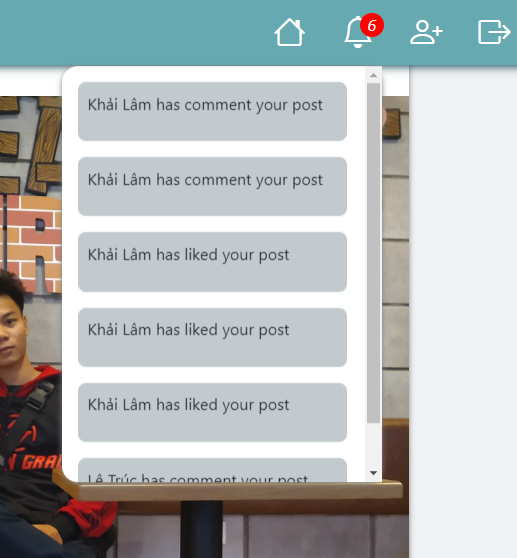 6
Khải Lâm has comment your post
Khải Lâm has comment your post
Khải Lâm has liked your post
Khải Lâm has liked your post
Khải Lâm has liked your post
Lê Trúc has comment your post
GRA